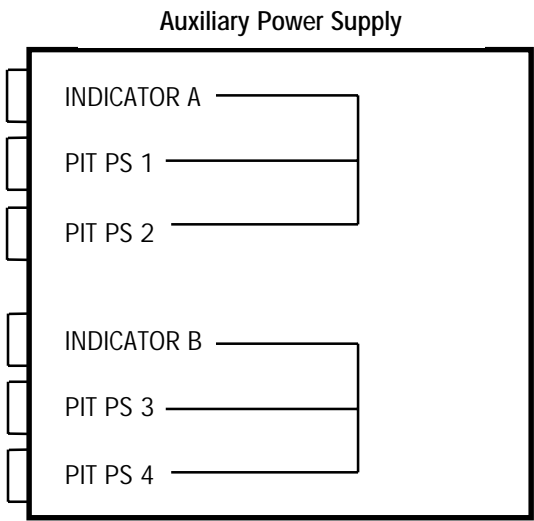 Auxiliary Power Supply
INDICATOR A
PIT PS 1
PIT PS 2
INDICATOR B
PIT PS 3
PIT PS 4